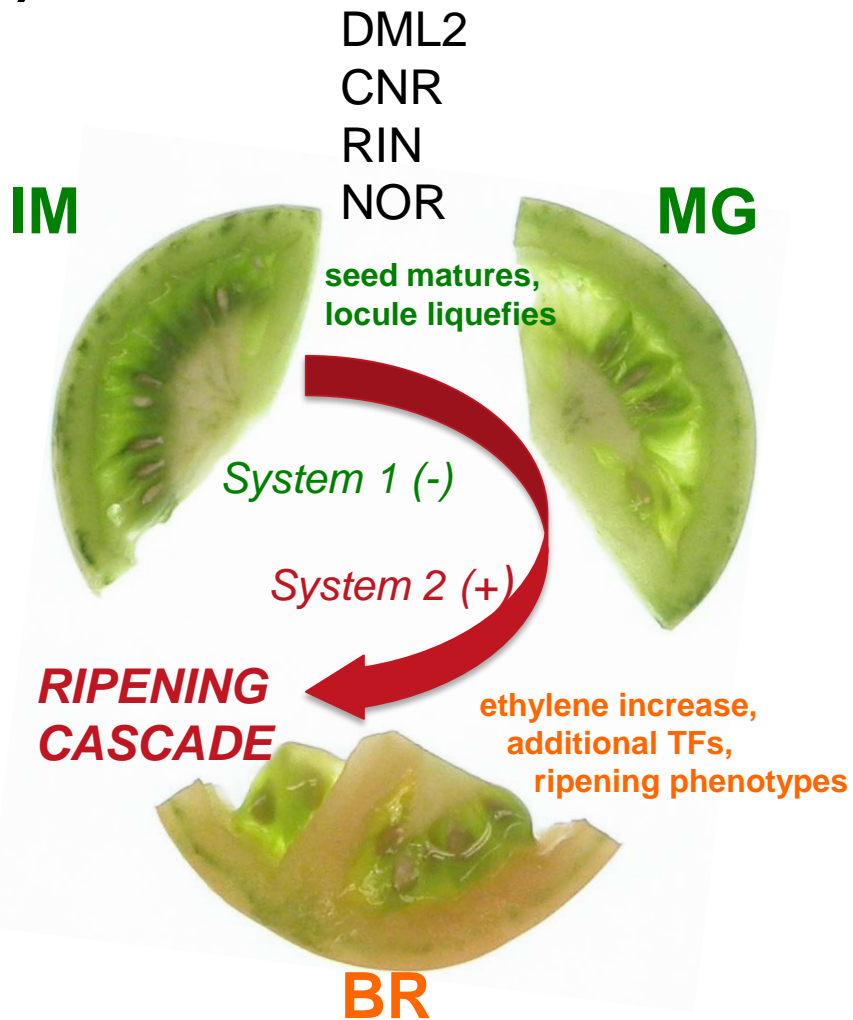 DML2
CNR
RIN
NOR
IM
MG
seed matures,
locule liquefies
System 1 (-)
System 2 (+)
RIPENING
CASCADE
ethylene increase,
additional TFs,
ripening phenotypes
BR